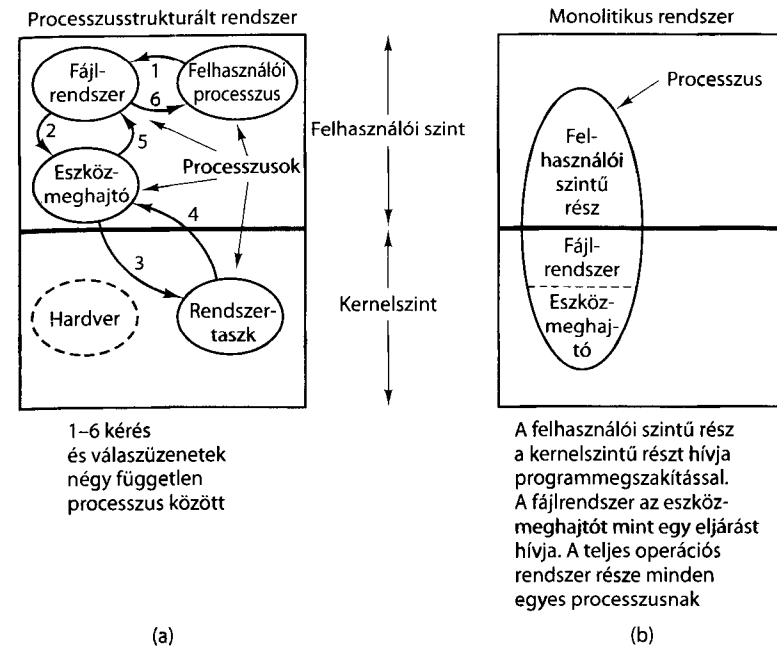 Processzusstrukturált rendszer
Fájl-
rendszer
1
Felhasználói
processzus
6
2
5
Processzusok
Eszköz-
meghajtó
4
3
Hardver
Rendszer-
taszk
Felhasználói szint
Kernelszint
1–6 kérés
és válaszüzenetek
négy független
processzus között
(a)
Monolitikus rendszer
Processzus
Fel-
használói
szintű
rész
Fájl-
rendszer
Eszköz-
meghaj-
tó
A felhasználói szintű rész
a kernelszintű részt hívja
programmegszakítással.
A fájlrendszer az eszköz-
meghajtót mint egy eljárást
hívja. A teljes operációs
rendszer része minden
egyes processzusnak
(b)